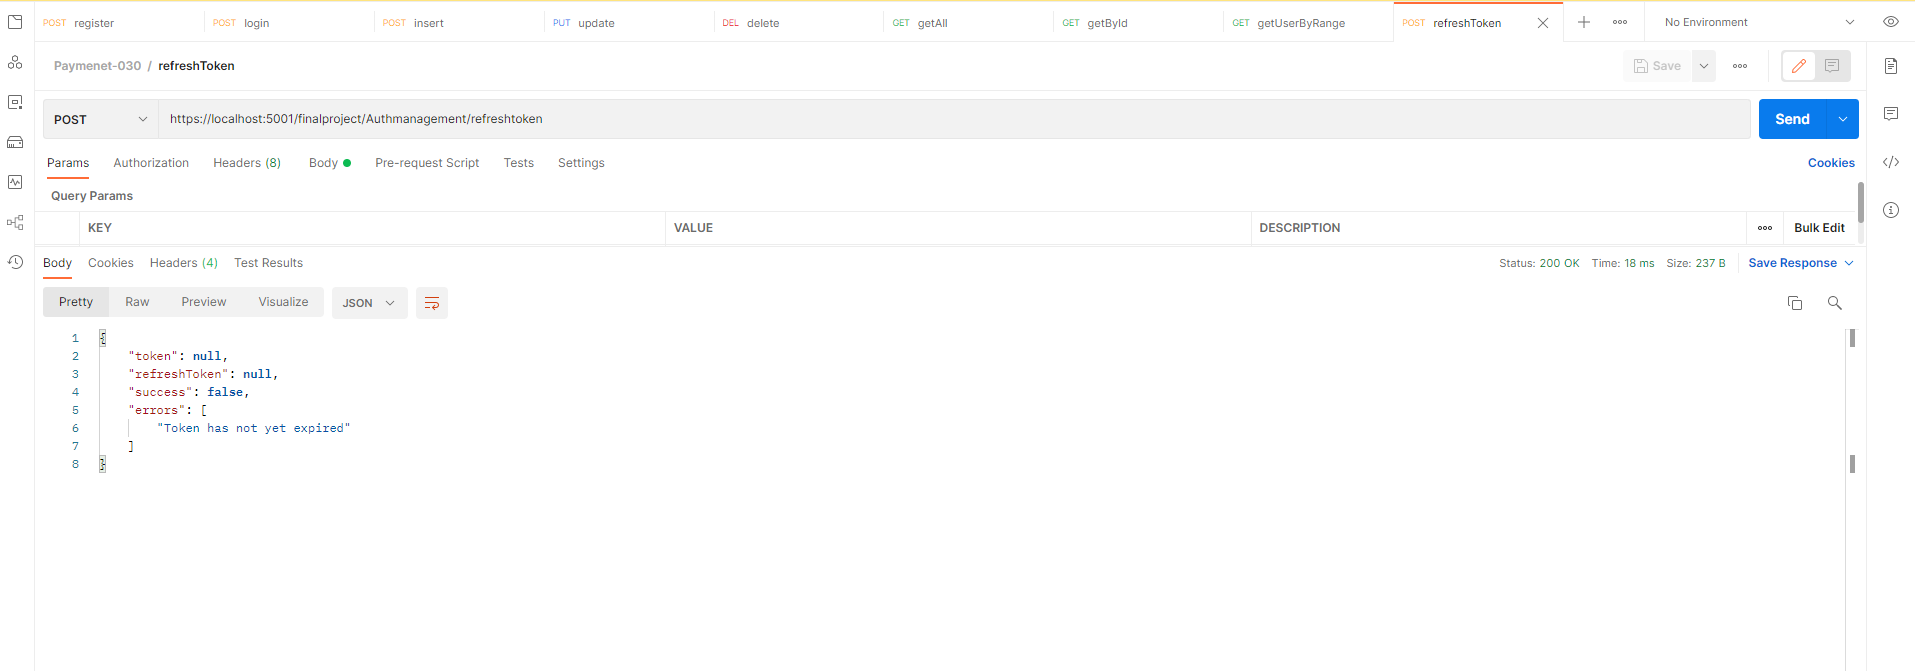 POST register POST login POST insert PUT update DEL delete GET getAll GET getById GET getUserByRange POST refreshToken No Environment
Paymenet-030 / refreshToken Save
POST https://localhost:5001/finalproject/Authmanagement/refreshtoken Send
Params Authorization Headers (8) Body Pre-request Script Tests Settings Cookies
Query Params
KEY VALUE DESCRIPTION Bulk Edit
Body Cookies Headers (4) Test Results Status: 200 OK Time: 18 ms Size: 237 B Save Response
Pretty Raw Preview Visualize JSON
1 {
2 "token": null,
3 "refreshToken": null,
4 "success": false,
5 "errors": [
6 "Token has not yet expired"
7 ]
8 }